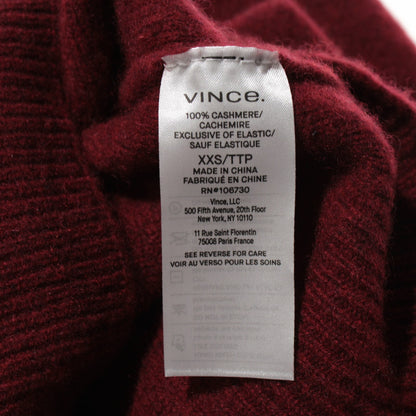 VINCE.
100% CASHMERE/
CACHEMIRE
EXCLUSIVE OF ELASTIC/
SAUF ELASTIQUE
XXS/TTP
MADE IN CHINA
FABRIQUÉ EN CHINE
RN#106730
Vince, LLC
500 Fifth Avenue, 20th Floor
New York, NY 10110
11 Rue Saint Florentin
75008 Paris France
SEE REVERSE FOR CARE
VOIR AU VERSO POUR LES SOINS